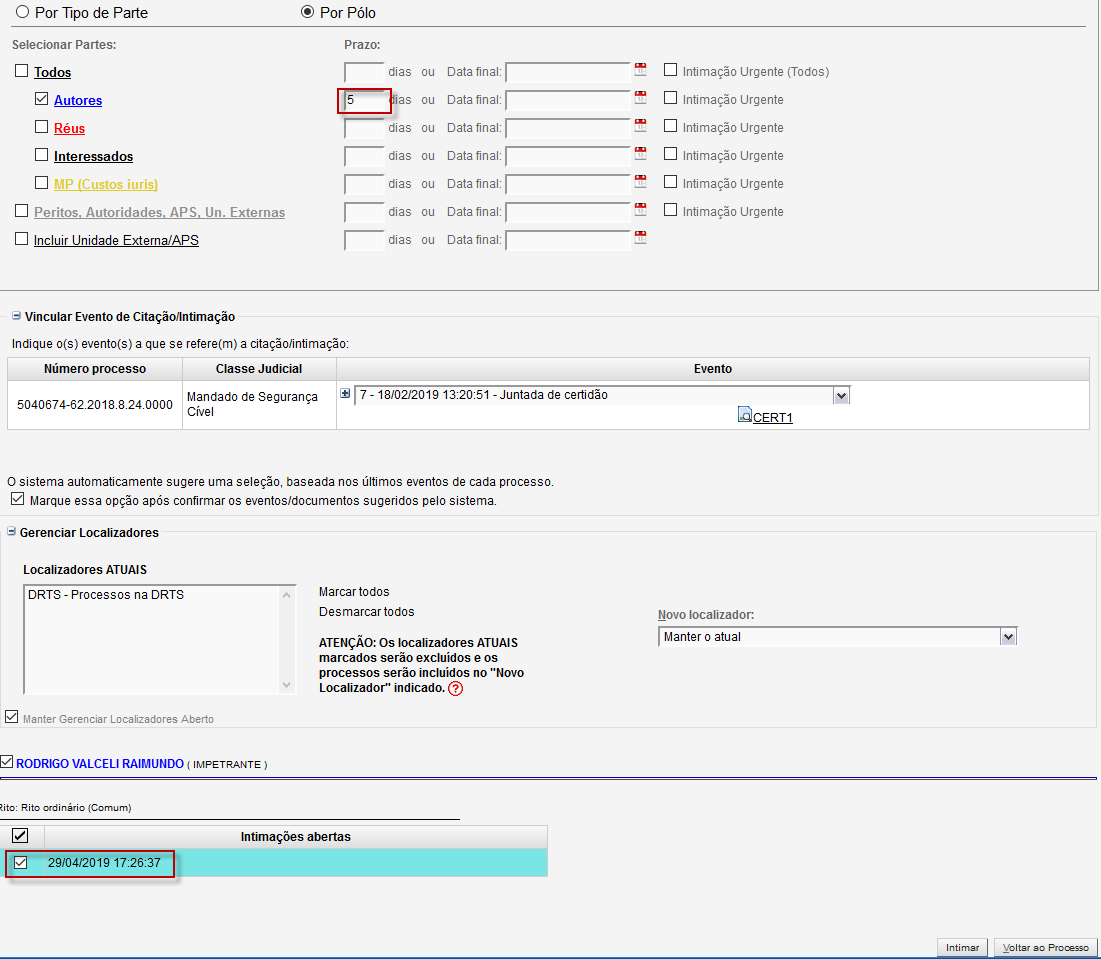 Por Tipo de Parte Por Pólo
Selecionar Partes: Prazo:
Todos dias ou Data final: Intimação Urgente (Todos)
Autores 5 dias ou Data final: Intimação Urgente
Réus dias ou Data final: Intimação Urgente
Interessados dias ou Data final: Intimação Urgente
MP (Custos iuris) dias ou Data final: Intimação Urgente
Peritos, Autoridades, APS, Un. Externas dias ou Data final: Intimação Urgente
Incluir Unidade Externa/APS dias ou Data final:
Vincular Evento de Citação/Intimação
Indique o(s) evento(s) a que se refere(m) a citação/intimação:
Número processo Classe Judicial Evento
5040674-62.2018.8.24.0000 Mandado de Segurança Cível 7 - 18/02/2019 13:20:51 - Juntada de certidão
CERT1
O sistema automaticamente sugere uma seleção, baseada nos últimos eventos de cada processo.
Marque essa opção após confirmar os eventos/documentos sugeridos pelo sistema.
Gerenciar Localizadores
Localizadores ATUAIS
DRTS - Processos na DRTS
Marcar todos
Desmarcar todos
ATENÇÃO: Os localizadores ATUAIS
marcados serão excluídos e os
processos serão incluídos no "Novo
Localizador" indicado. ?
Novo localizador:
Manter o atual
Manter Gerenciar Localizadores Aberto
RODRIGO VALCELI RAIMUNDO ( IMPETRANTE )
Rito: Rito ordinário (Comum)
Intimações abertas
29/04/2019 17:26:37
Intimar Voltar ao Processo